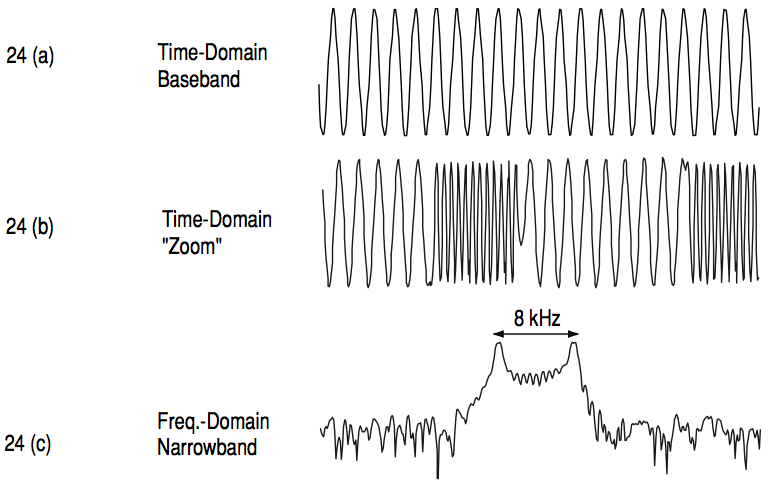 24 (a)
Time-Domain
Baseband
24 (b)
Time-Domain
"Zoom"
8 kHz
24 (c)
Freq.-Domain
Narrowband